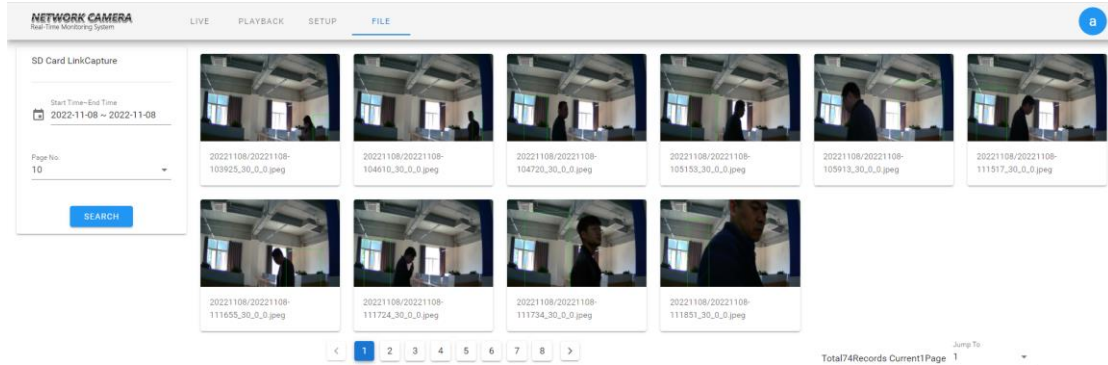 NETWORK CAMERA
Real-Time Monitoring System
LIVE
PLAYBACK
SETUP
FILE
a
SD Card LinkCapture
Start Time~End Time
2022-11-08 ~ 2022-11-08
Page No.
10
SEARCH
20221108/20221108-
103925_30_0_0.jpeg
20221108/20221108-
104610_30_0_0.jpeg
20221108/20221108-
104720_30_0_0.jpeg
20221108/20221108-
105153_30_0_0.jpeg
20221108/20221108-
105913_30_0_0.jpeg
20221108/20221108-
111517_30_0_0.jpeg
20221108/20221108-
111655_30_0_0.jpeg
20221108/20221108-
111724_30_0_0.jpeg
20221108/20221108-
111734_30_0_0.jpeg
20221108/20221108-
111851_30_0_0.jpeg
< 1 2 3 4 5 6 7 8 >
Total74Records Current1Page
Jump To
1